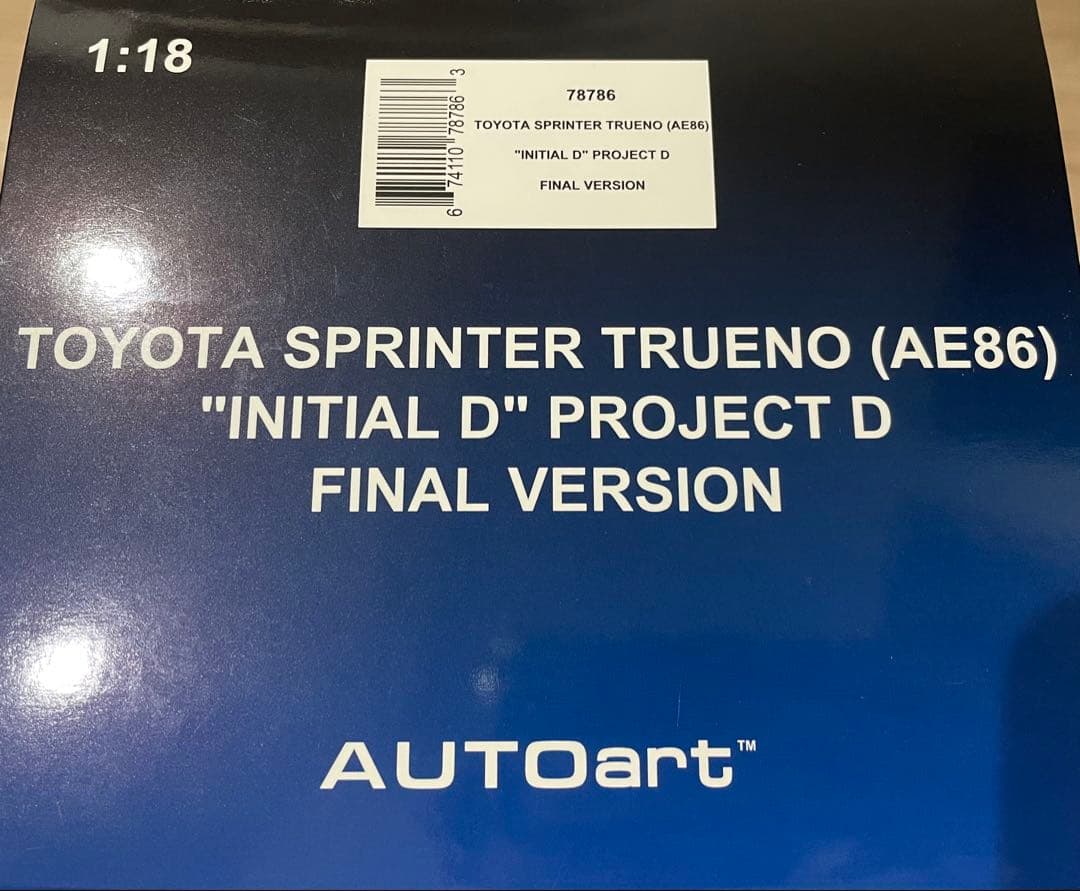 1:18
6 74110 78786 3
78786
TOYOTA SPRINTER TRUENO (AE86)
"INITIAL D" PROJECT D
FINAL VERSION
TOYOTA SPRINTER TRUENO (AE86)
"INITIAL D" PROJECT D
FINAL VERSION
AUTOart™